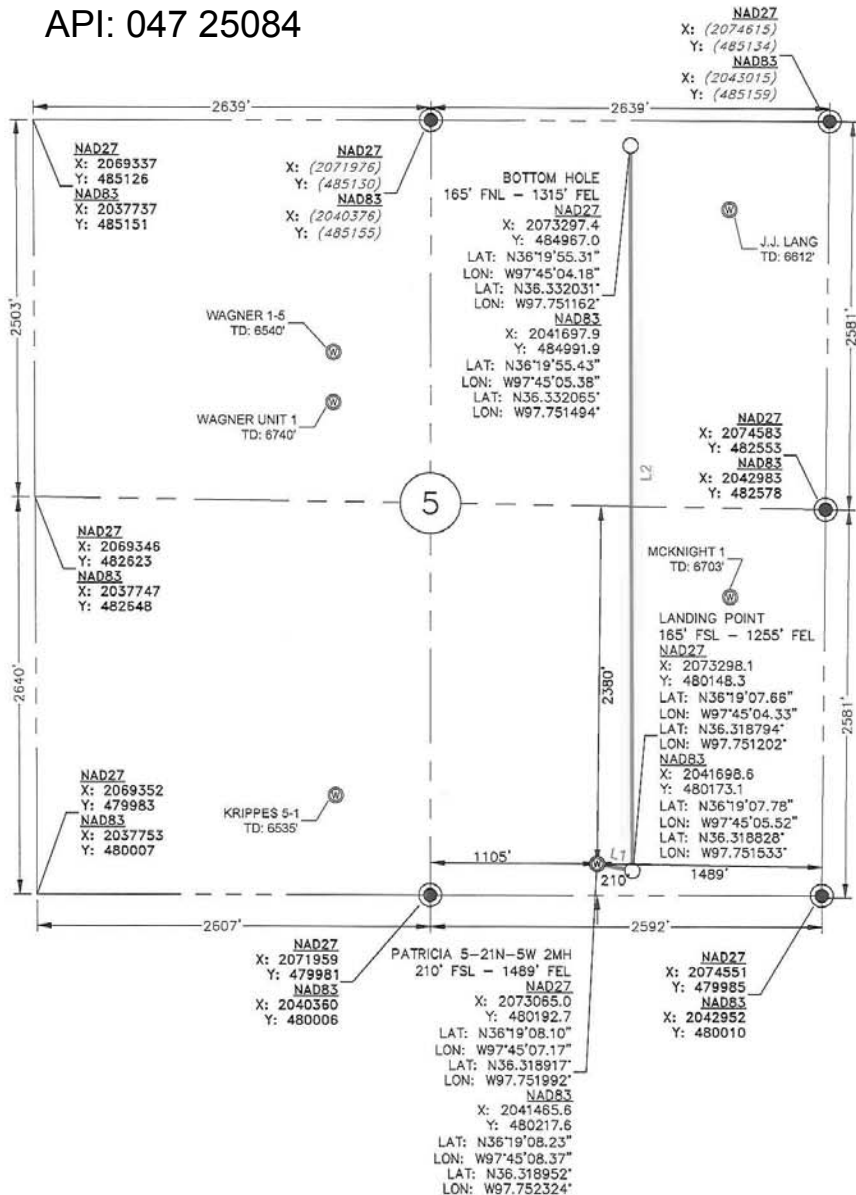 API: 047 25084
NAD27
X: (2074615)
Y: (485134)
NAD83
X: (2043015)
Y: (485159)
2639'
2639'
NAD27
X: 2069337
Y: 485126
NAD83
X: 2037737
Y: 485151
NAD27
X: (2071976)
Y: (485130)
NAD83
X: (2040376)
Y: (485155)
BOTTOM HOLE
165' FNL – 1315' FEL
NAD27
X: 2073297.4
Y: 484967.0
LAT: N36°19'55.31"
LON: W97°45'04.18"
LAT: N36.332031°
LON: W97.751162°
NAD83
X: 2041697.9
Y: 484991.9
LAT: N36°19'55.43"
LON: W97°45'05.38"
LAT: N36.332065°
LON: W97.751494°
W
J.J. LANG
TD: 6612'
2503'
2581'
WAGNER 1-5
TD: 6540'
W
WAGNER UNIT 1
TD: 6740'
W
NAD27
X: 2074583
Y: 482553
NAD83
X: 2042983
Y: 482578
L2
5
NAD27
X: 2069346
Y: 482623
NAD83
X: 2037747
Y: 482648
MCKNIGHT 1
TD: 6703'
W
LANDING POINT
165' FSL – 1255' FEL
NAD27
X: 2073298.1
Y: 480148.3
LAT: N36°19'07.66"
LON: W97°45'04.33"
LAT: N36.318794°
LON: W97.751202°
NAD83
X: 2041698.6
Y: 480173.1
LAT: N36°19'07.78"
LON: W97°45'05.52"
LAT: N36.318828°
LON: W97.751533°
2640'
2380'
2581'
NAD27
X: 2069352
Y: 479983
NAD83
X: 2037753
Y: 480007
KRIPPES 5-1
TD: 6535'
W
1105'
W
L1
210'
1489'
2607'
2592'
NAD27
X: 2071959
Y: 479981
NAD83
X: 2040360
Y: 480006
PATRICIA 5–21N–5W 2MH
210' FSL – 1489' FEL
NAD27
X: 2073065.0
Y: 480192.7
LAT: N36°19'08.10"
LON: W97°45'07.17"
LAT: N36.318917°
LON: W97.751992°
NAD83
X: 2041465.6
Y: 480217.6
LAT: N36°19'08.23"
LON: W97°45'08.37"
LAT: N36.318952°
LON: W97.752324°
NAD27
X: 2074551
Y: 479985
NAD83
X: 2042952
Y: 480010